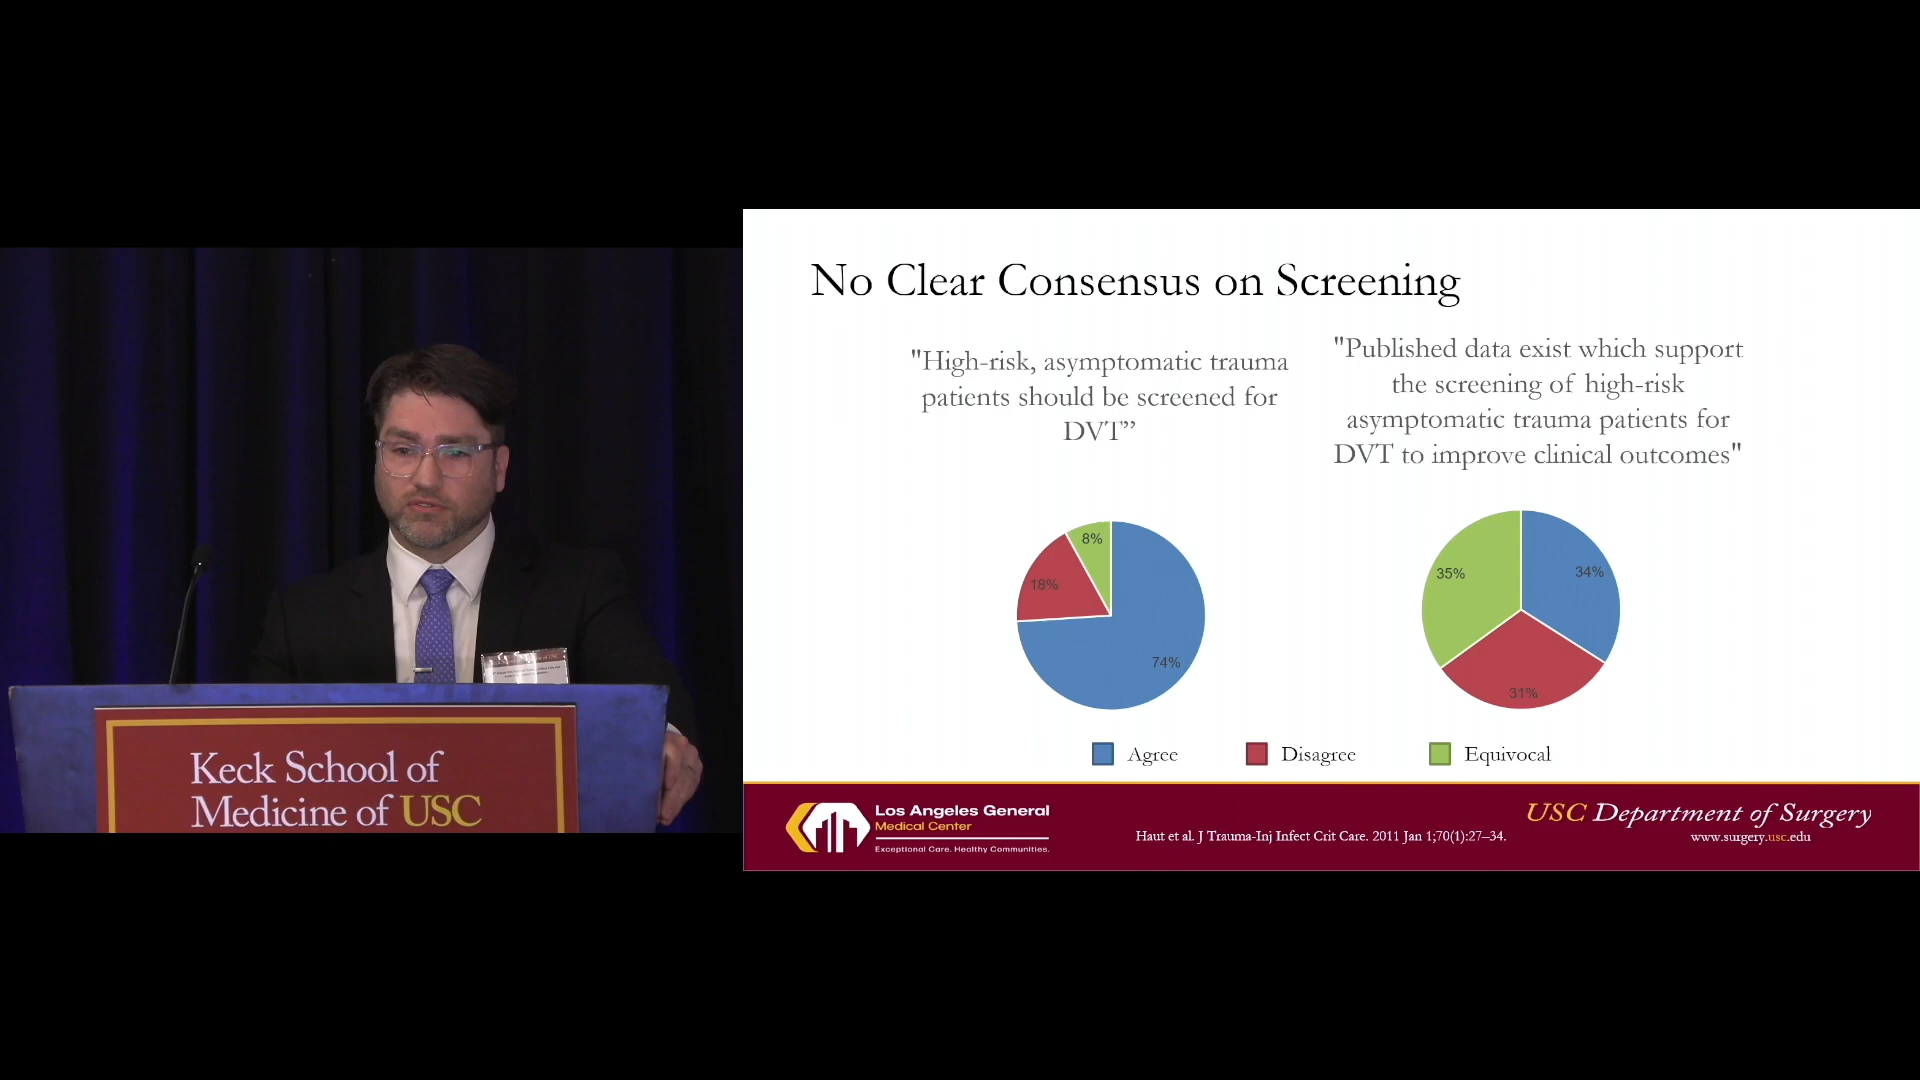 Keck School of
Medicine of USC
No Clear Consensus on Screening
"High-risk, asymptomatic trauma
patients should be screened for
DVT”
"Published data exist which support
the screening of high-risk
asymptomatic trauma patients for
DVT to improve clinical outcomes"
8%
18%
74%
35%
34%
31%
Agree
Disagree
Equivocal
Los Angeles General
Medical Center
Exceptional Care. Healthy Communities.
Haut et al. J Trauma-Inj Infect Crit Care. 2011 Jan 1;70(1):27–34.
USC Department of Surgery
www.surgery.usc.edu